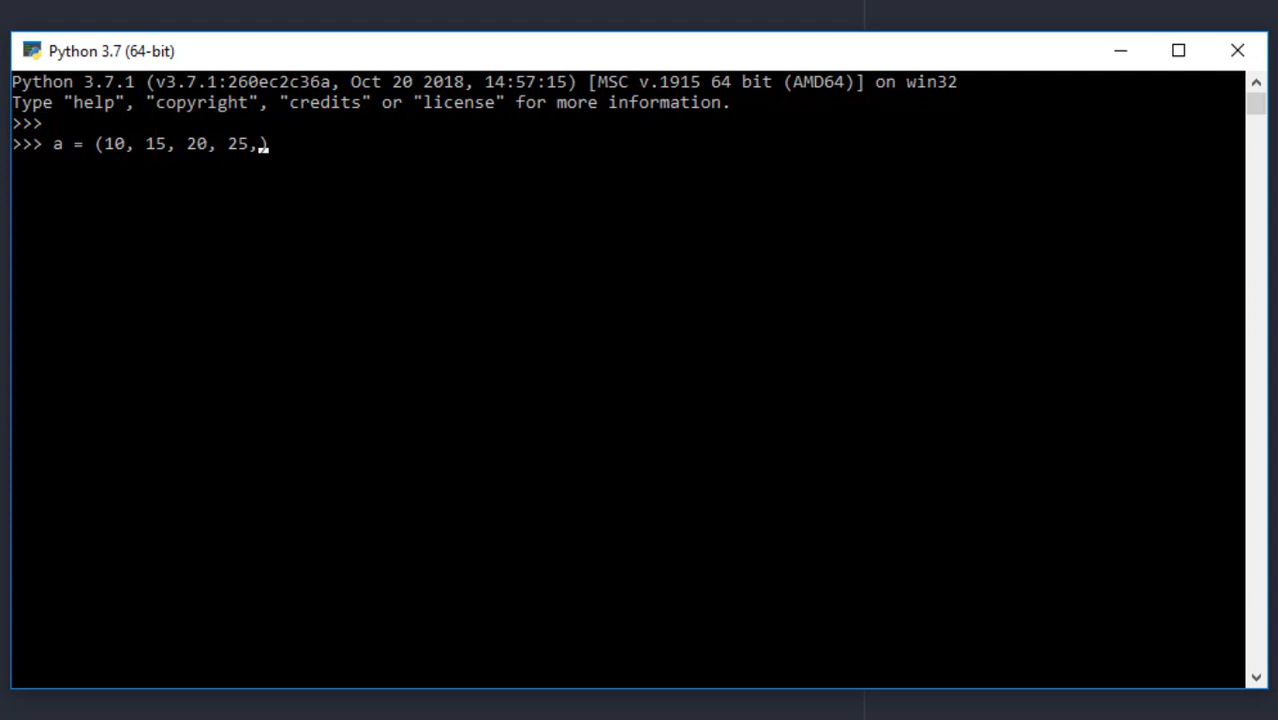 Python 3.7 (64-bit)
Python 3.7.1 (v3.7.1:260ec2c36a, Oct 20 2018, 14:57:15) [MSC v.1915 64 bit (AMD64)] on win32
Type "help", "copyright", "credits" or "license" for more information.
>>>
>>> a = (10, 15, 20, 25,)